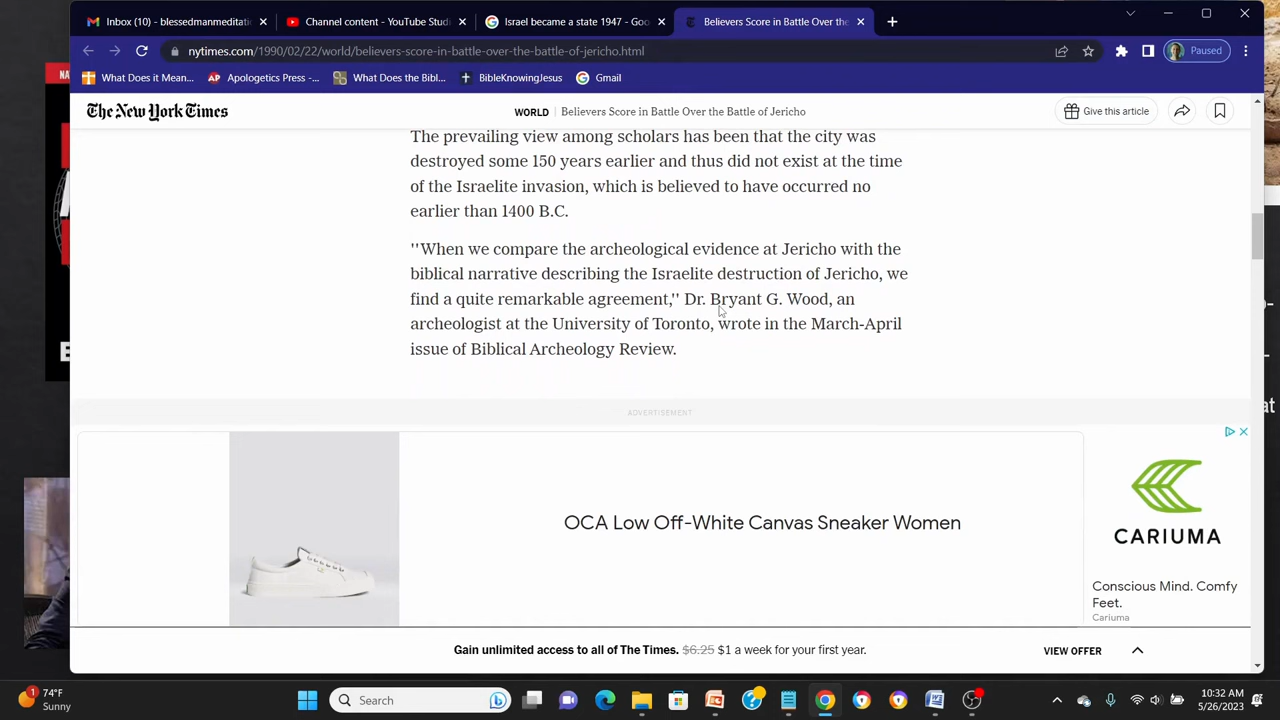 Inbox (10) - blessedmanmeditati
Channel content - YouTube Studi
Israel became a state 1947 - Goo
Believers Score in Battle Over the
nytimes.com/1990/02/22/world/believers-score-in-battle-over-the-battle-of-jericho.html
Paused
What Does it Mean...
Apologetics Press -...
What Does the Bibl...
BibleKnowingJesus
Gmail
The New York Times
WORLD | Believers Score in Battle Over the Battle of Jericho
Give this article
The prevailing view among scholars has been that the city was
destroyed some 150 years earlier and thus did not exist at the time
of the Israelite invasion, which is believed to have occurred no
earlier than 1400 B.C.
''When we compare the archeological evidence at Jericho with the
biblical narrative describing the Israelite destruction of Jericho, we
find a quite remarkable agreement,'' Dr. Bryant G. Wood, an
archeologist at the University of Toronto, wrote in the March-April
issue of Biblical Archeology Review.
ADVERTISEMENT
OCA Low Off-White Canvas Sneaker Women
CARIUMA
Conscious Mind. Comfy
Feet.
Cariuma
Gain unlimited access to all of The Times. $6.25 $1 a week for your first year.
VIEW OFFER
1
74°F
Sunny
Search
10:32 AM
5/26/2023